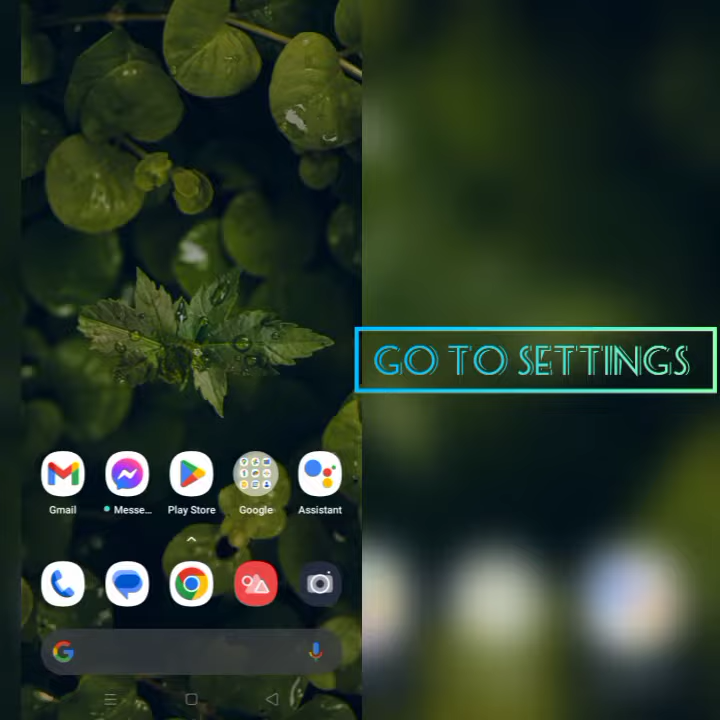 GO TO SETTINGS
Gmail
Messe...
Play Store
Google
Assistant